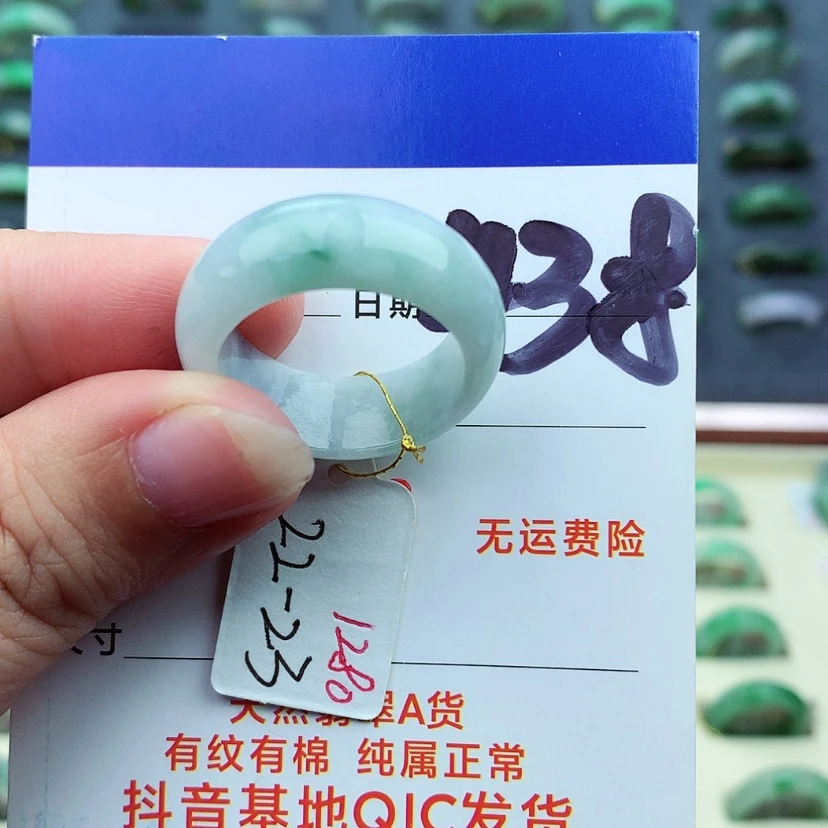 日期
438
无运费险
22-23
1280
寸
天然翡翠A货
有纹有棉 纯属正常
抖音基地QIC发货